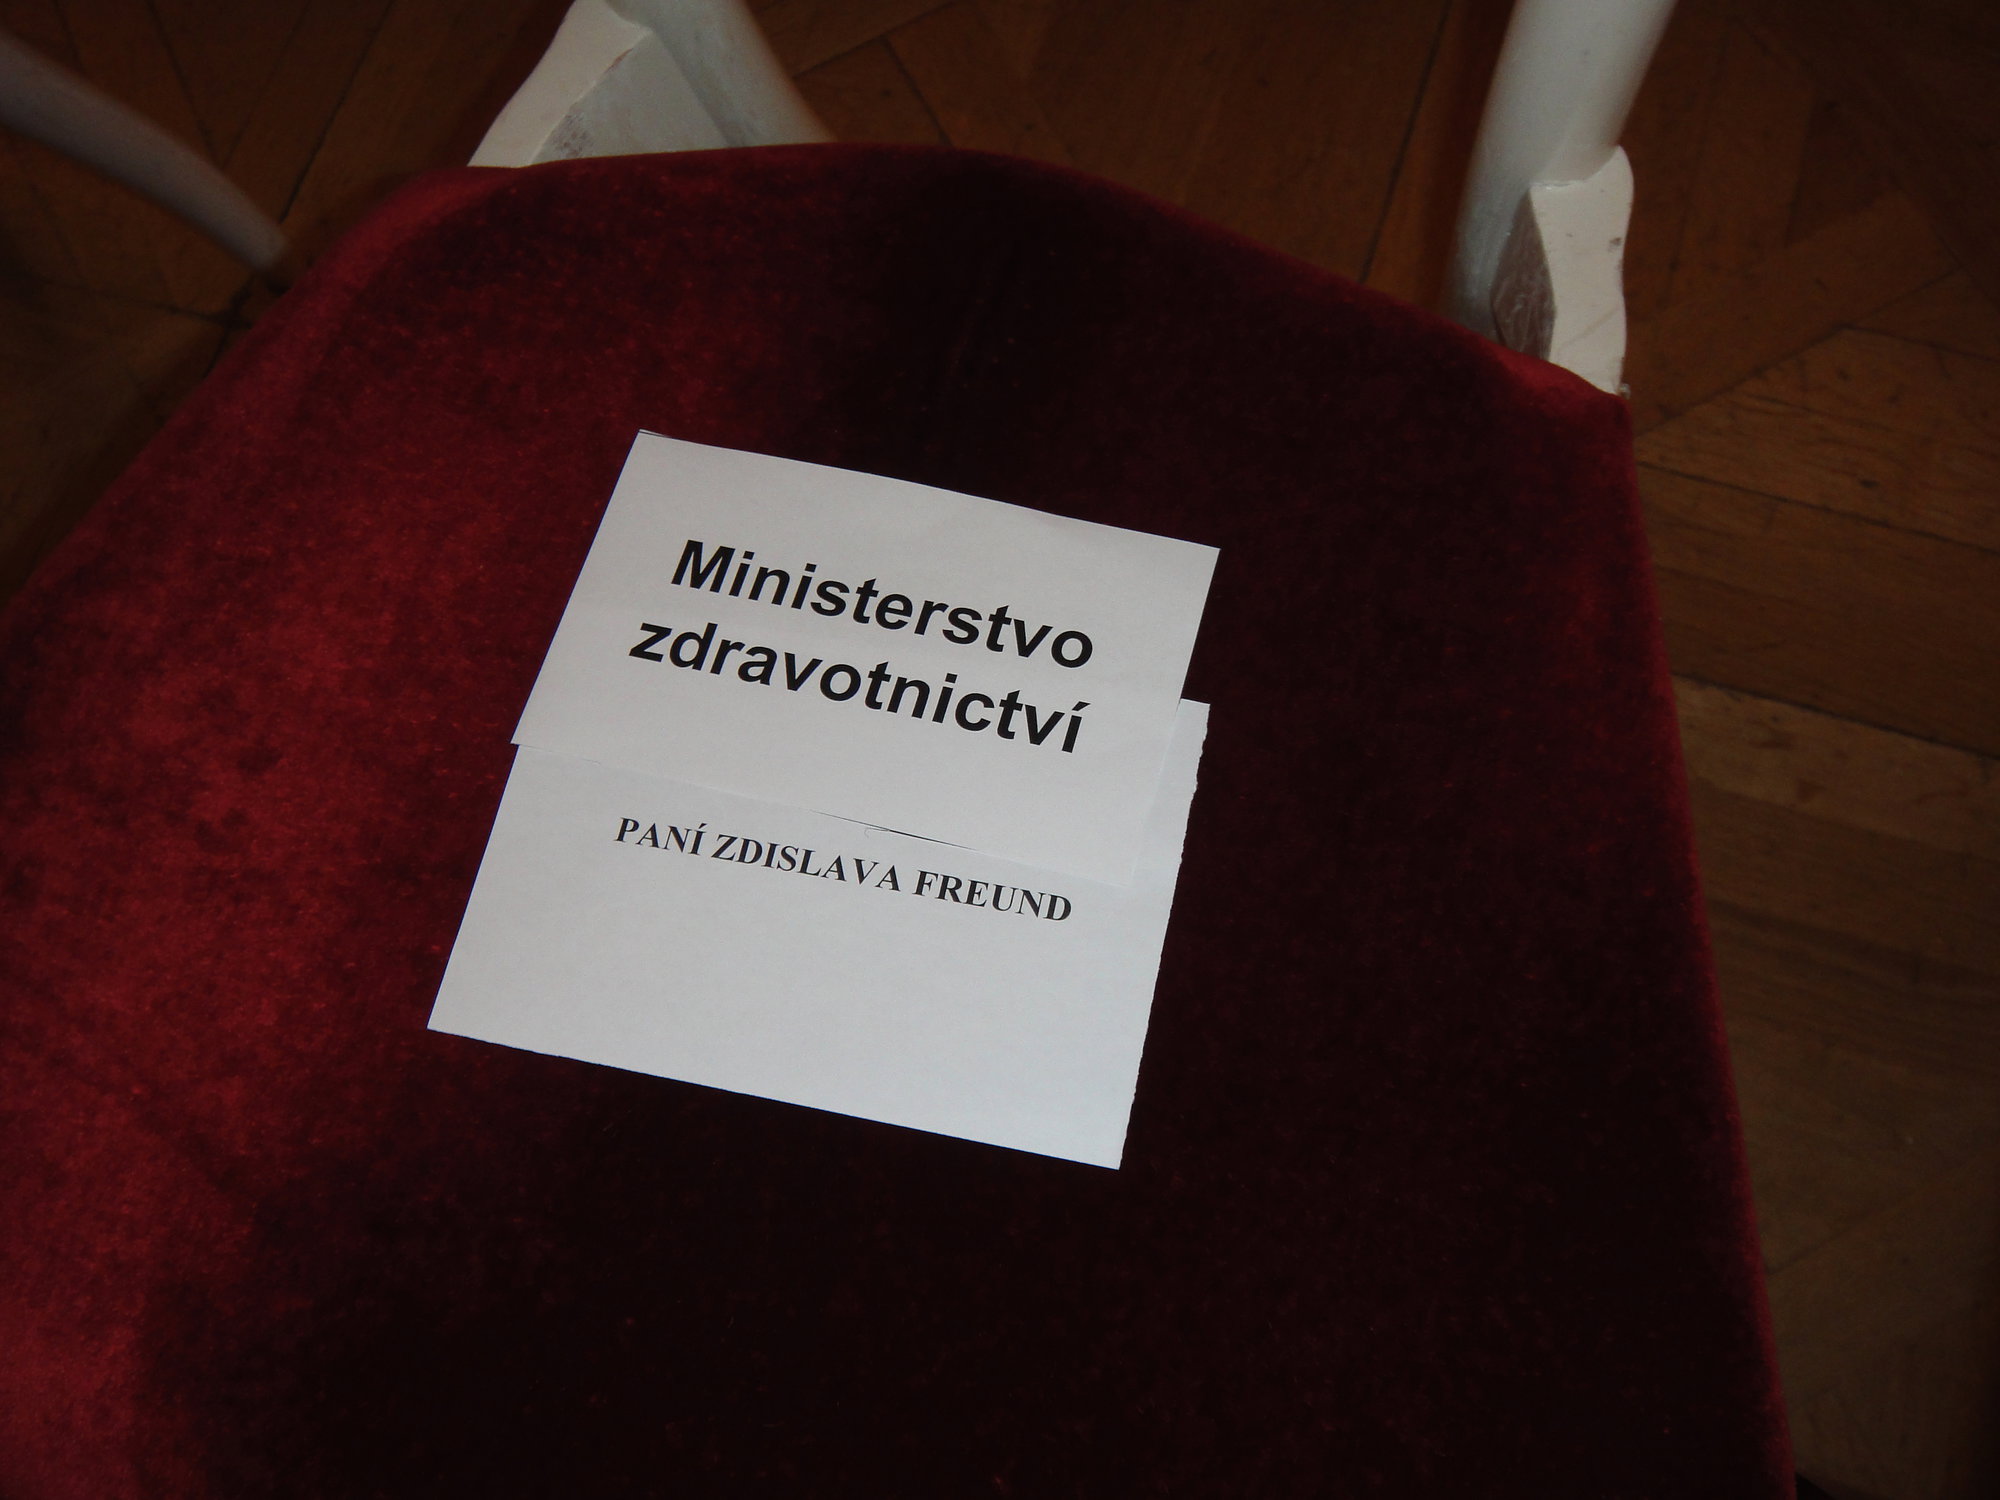 Ministerstvo
zdravotnictví
PANÍ ZDISLAVA FREUND